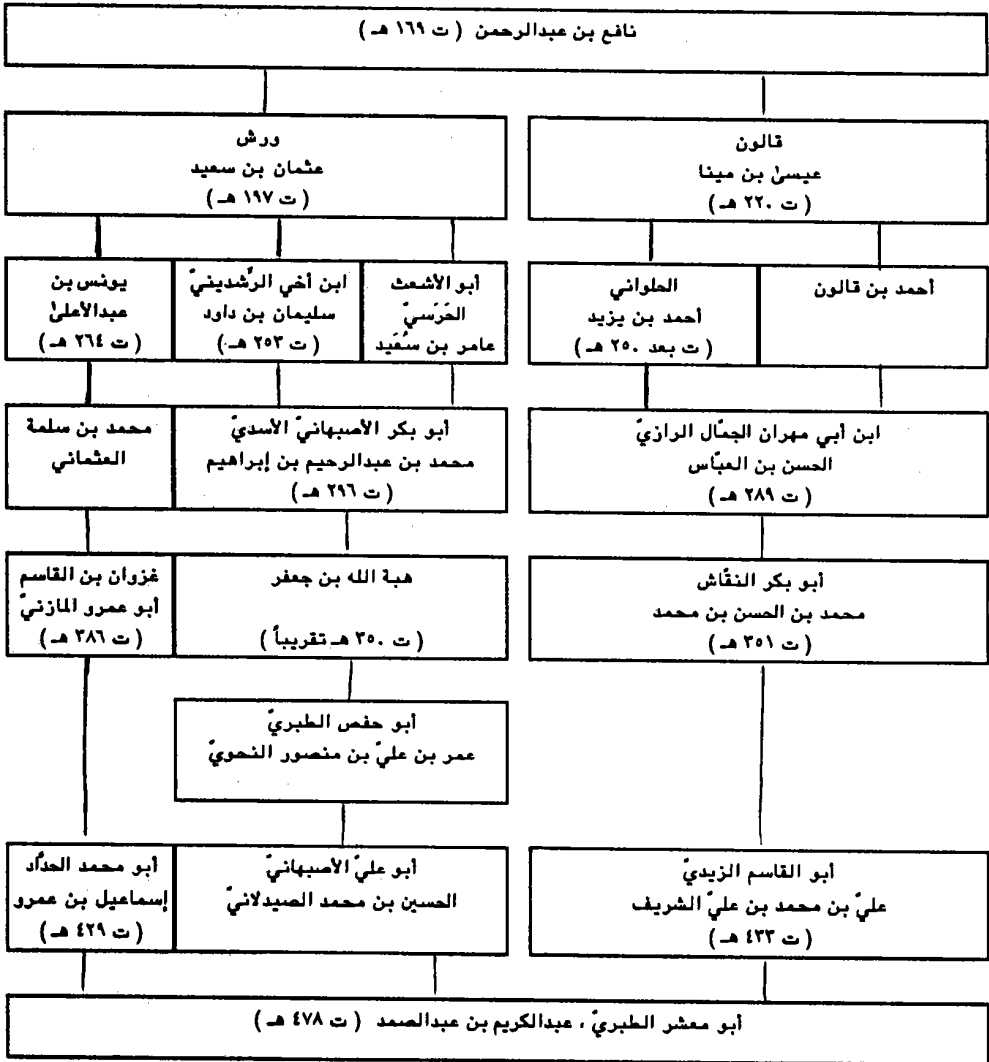 نافع بن عبدالرحمن ( ت ١٦٩ هـ )
قالون
عيسىٰ بن مينا
( ت ٢٢٠ هـ )
ورش
عثمان بن سعيد
( ت ١٩٧ هـ )
أحمد بن قالون
الحلواني
أحمد بن يزيد
( ت بعد ٢٥٠ هـ )
أبو الأشعث
الحَرَسيّ
عامر بن سُعَيد
ابن أخي الرِّشدينيّ
سليمان بن داود
( ت ٢٥٣ هـ )
يونس بن
عبدالأعلىٰ
( ت ٢٦٤ هـ )
ابن أبي مهران الجمّال الرازيّ
الحسن بن العبّاس
( ت ٢٨٩ هـ )
أبو بكر الأصبهانيّ الأسديّ
محمد بن عبدالرحيم بن إبراهيم
( ت ٢٩٦ هـ )
محمد بن سلمة
العثماني
أبو بكر النقّاش
محمد بن الحسن بن محمد
( ت ٣٥١ هـ )
هبة الله بن جعفر
( ت ٣٥٠ هـ تقريباً )
غزوان بن القاسم
أبو عمرو المازنيّ
( ت ٣٨٦ هـ )
أبو حفص الطبريّ
عمر بن عليّ بن منصور النحويّ
أبو القاسم الزيديّ
عليّ بن محمد بن عليّ الشريف
( ت ٤٣٣ هـ )
أبو عليّ الأصبهانيّ
الحسين بن محمد الصيدلانيّ
أبو محمد الحدّاد
إسماعيل بن عمرو
( ت ٤٢٩ هـ )
أبو معشر الطبريّ ، عبدالكريم بن عبدالصمد ( ت ٤٧٨ هـ )